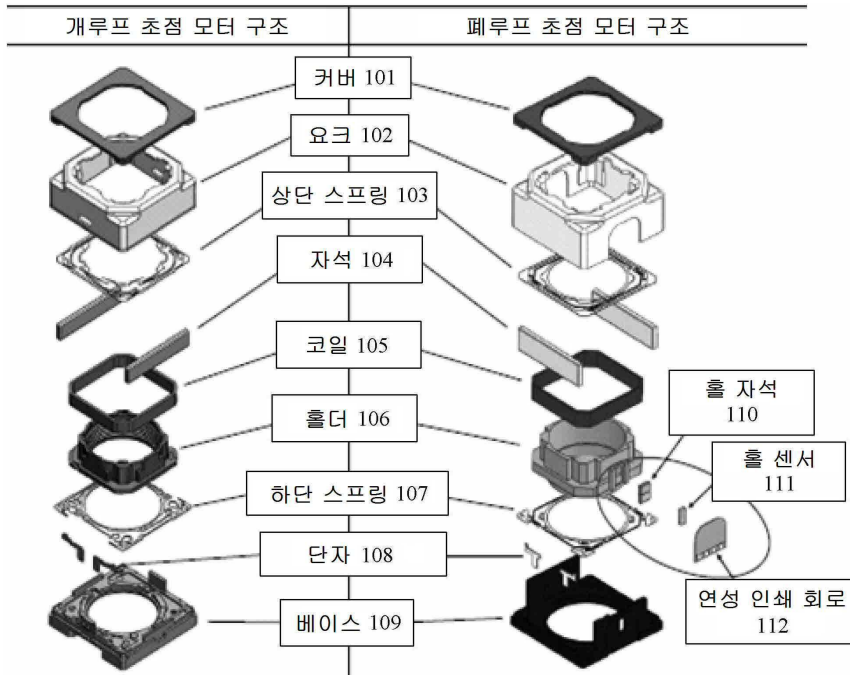 개루프 초점 모터 구조
폐루프 초점 모터 구조
커버 101
요크 102
상단 스프링 103
자석 104
코일 105
홀더 106
하단 스프링 107
단자 108
베이스 109
홀 자석
110
홀 센서
111
연성 인쇄 회로
112